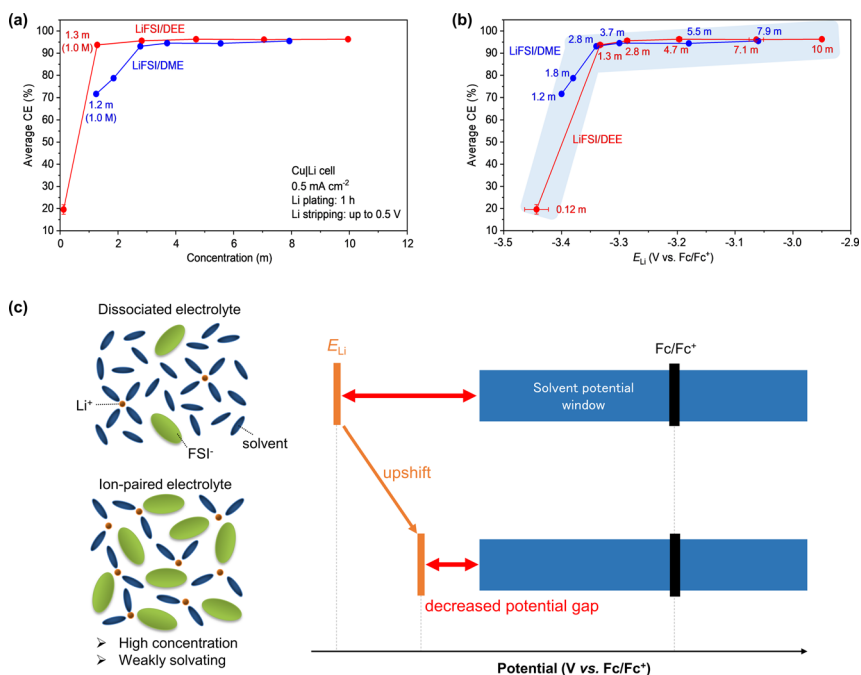 (a)
LiFSI/DEE
1.3 m
(1.0 M)
LiFSI/DME
1.2 m
(1.0 M)
Cu|Li cell
0.5 mA cm⁻²
Li plating: 1 h
Li stripping: up to 0.5 V
Average CE (%)
100
90
80
70
60
50
40
30
20
10
0
2
4
6
8
10
12
Concentration (m)
(b)
LiFSI/DME
2.8 m
3.7 m
5.5 m
7.9 m
1.3 m
2.8 m
4.7 m
7.1 m
10 m
1.8 m
1.2 m
LiFSI/DEE
0.12 m
Average CE (%)
100
90
80
70
60
50
40
30
20
10
-3.5
-3.4
-3.3
-3.2
-3.1
-3.0
-2.9
E_Li (V vs. Fc/Fc⁺)
(c)
Dissociated electrolyte
Li⁺
FSI⁻
solvent
Ion-paired electrolyte
➢ High concentration
➢ Weakly solvating
E_Li
Fc/Fc⁺
Solvent potential
window
upshift
decreased potential gap
Potential (V vs. Fc/Fc⁺)